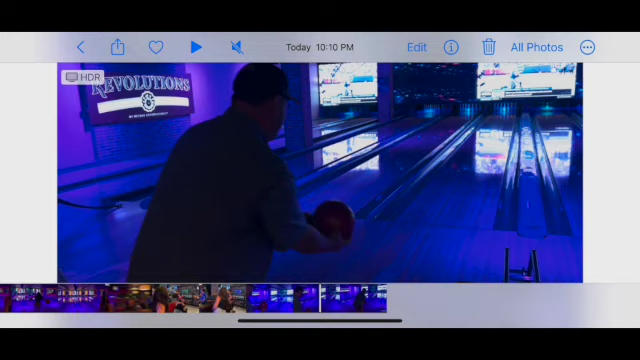 Today 10:10 PM
Edit
All Photos
HDR
REVOLUTIONS